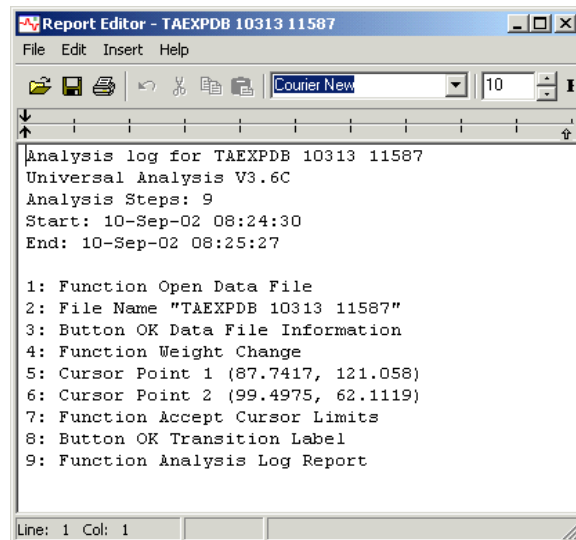 Report Editor - TAEXPDB 10313 11587
File Edit Insert Help
Courier New 10
Analysis log for TAEXPDB 10313 11587
Universal Analysis V3.6C
Analysis Steps: 9
Start: 10-Sep-02 08:24:30
End: 10-Sep-02 08:25:27
1: Function Open Data File
2: File Name "TAEXPDB 10313 11587"
3: Button OK Data File Information
4: Function Weight Change
5: Cursor Point 1 (87.7417, 121.058)
6: Cursor Point 2 (99.4975, 62.1119)
7: Function Accept Cursor Limits
8: Button OK Transition Label
9: Function Analysis Log Report
Line: 1 Col: 1